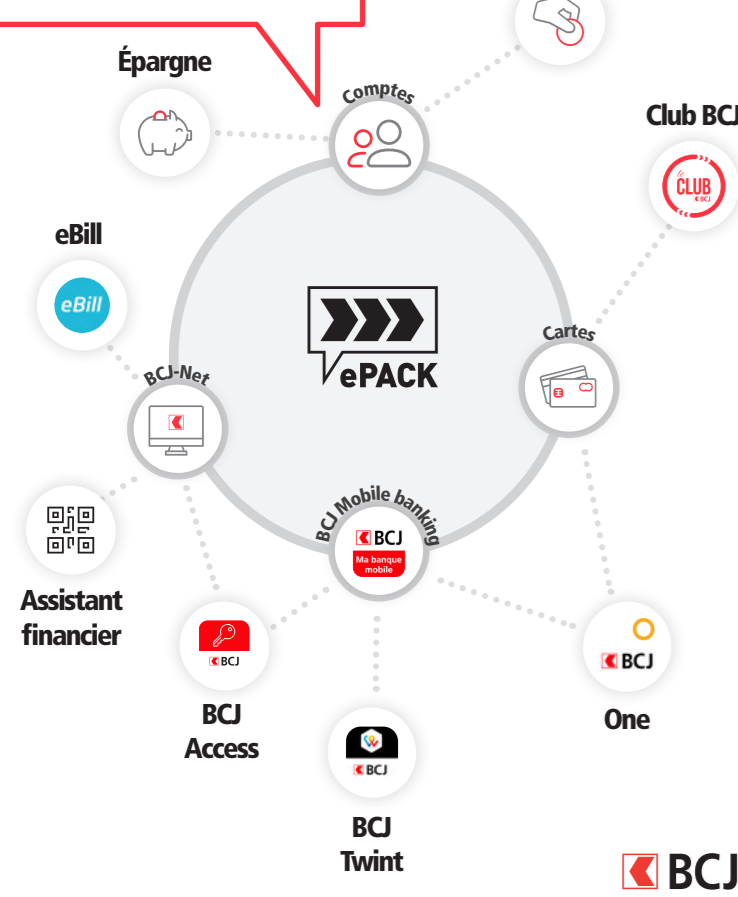 Épargne
Comptes
Club BCJ
le
CLUB
BCJ
eBill
eBill
ePACK
Cartes
BCJ-Net
BCJ Mobile banking
BCJ
Ma banque
mobile
Assistant
financier
BCJ
BCJ
Access
BCJ
One
BCJ
BCJ
Twint
BCJ